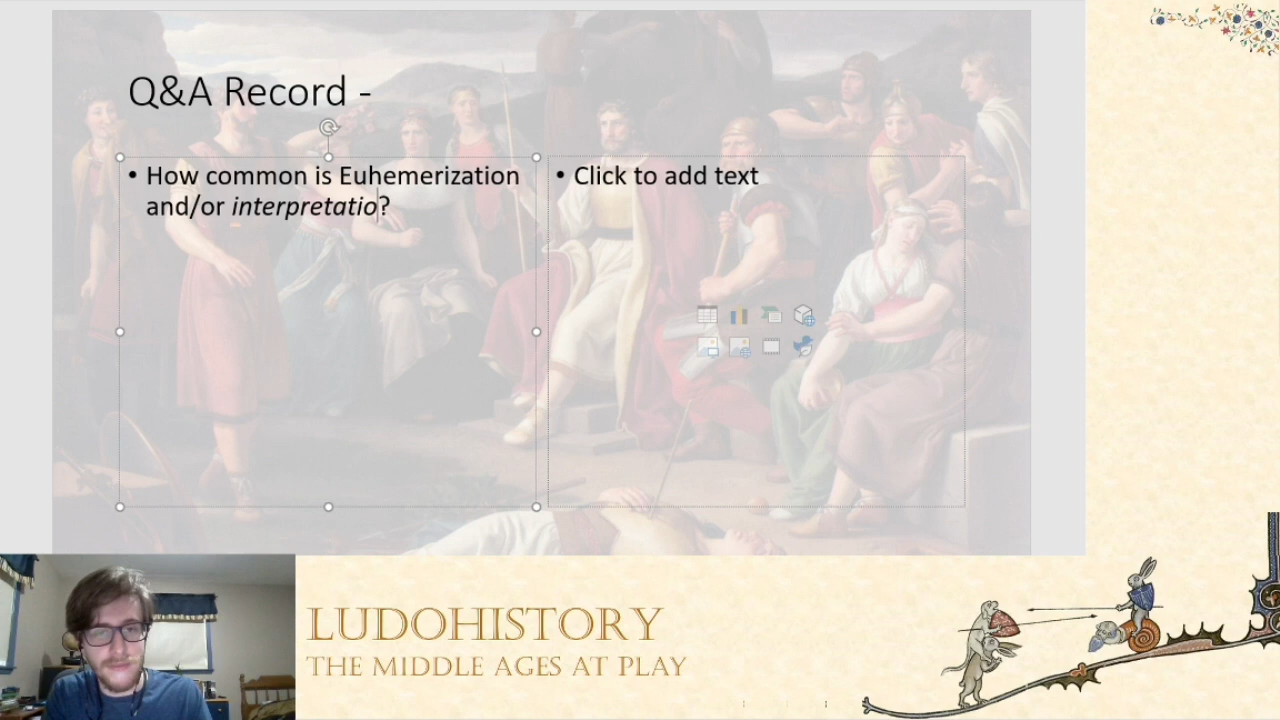 Q&A Record -
• How common is Euhemerization
and/or interpretatio?
• Click to add text
LUDOHISTORY
THE MIDDLE AGES AT PLAY